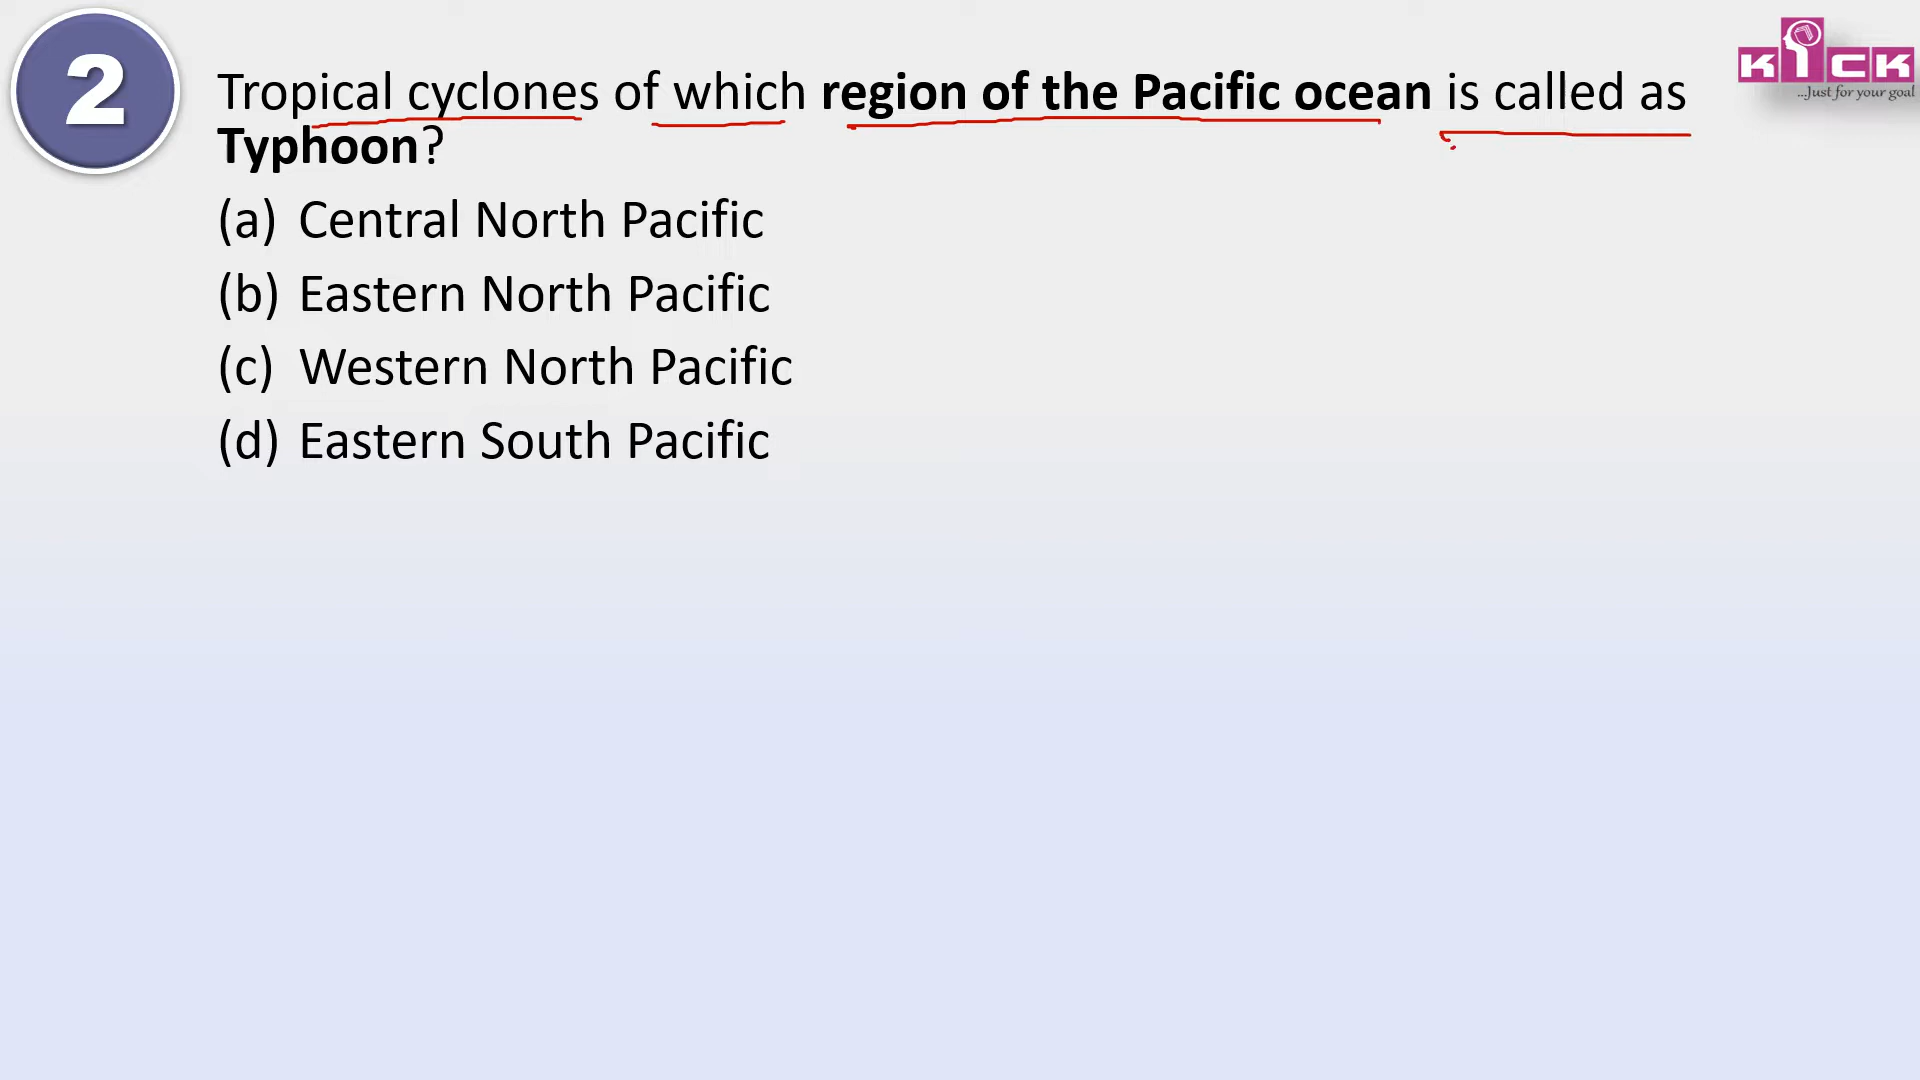 2
KICK
...Just for your goal
Tropical cyclones of which region of the Pacific ocean is called as
Typhoon?
(a) Central North Pacific
(b) Eastern North Pacific
(c) Western North Pacific
(d) Eastern South Pacific